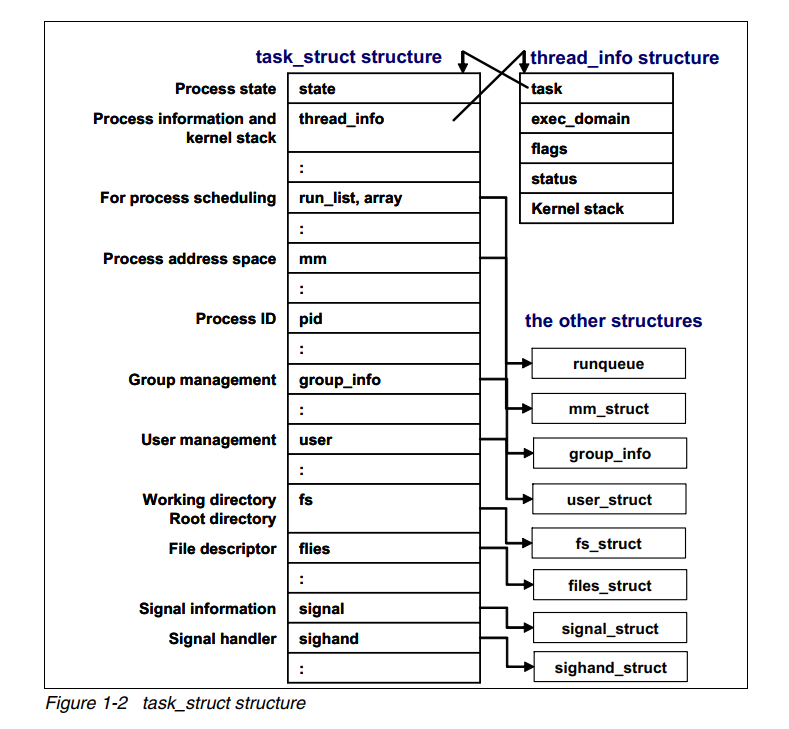 task_struct structure
thread_info structure
Process state
state
task
Process information and
kernel stack
thread_info
exec_domain
flags
:
status
For process scheduling
run_list, array
Kernel stack
:
Process address space
mm
:
Process ID
pid
the other structures
:
runqueue
Group management
group_info
mm_struct
:
User management
user
group_info
:
Working directory
Root directory
fs
user_struct
fs_struct
File descriptor
flies
:
files_struct
Signal information
signal
signal_struct
Signal handler
sighand
:
sighand_struct
Figure 1-2 task_struct structure